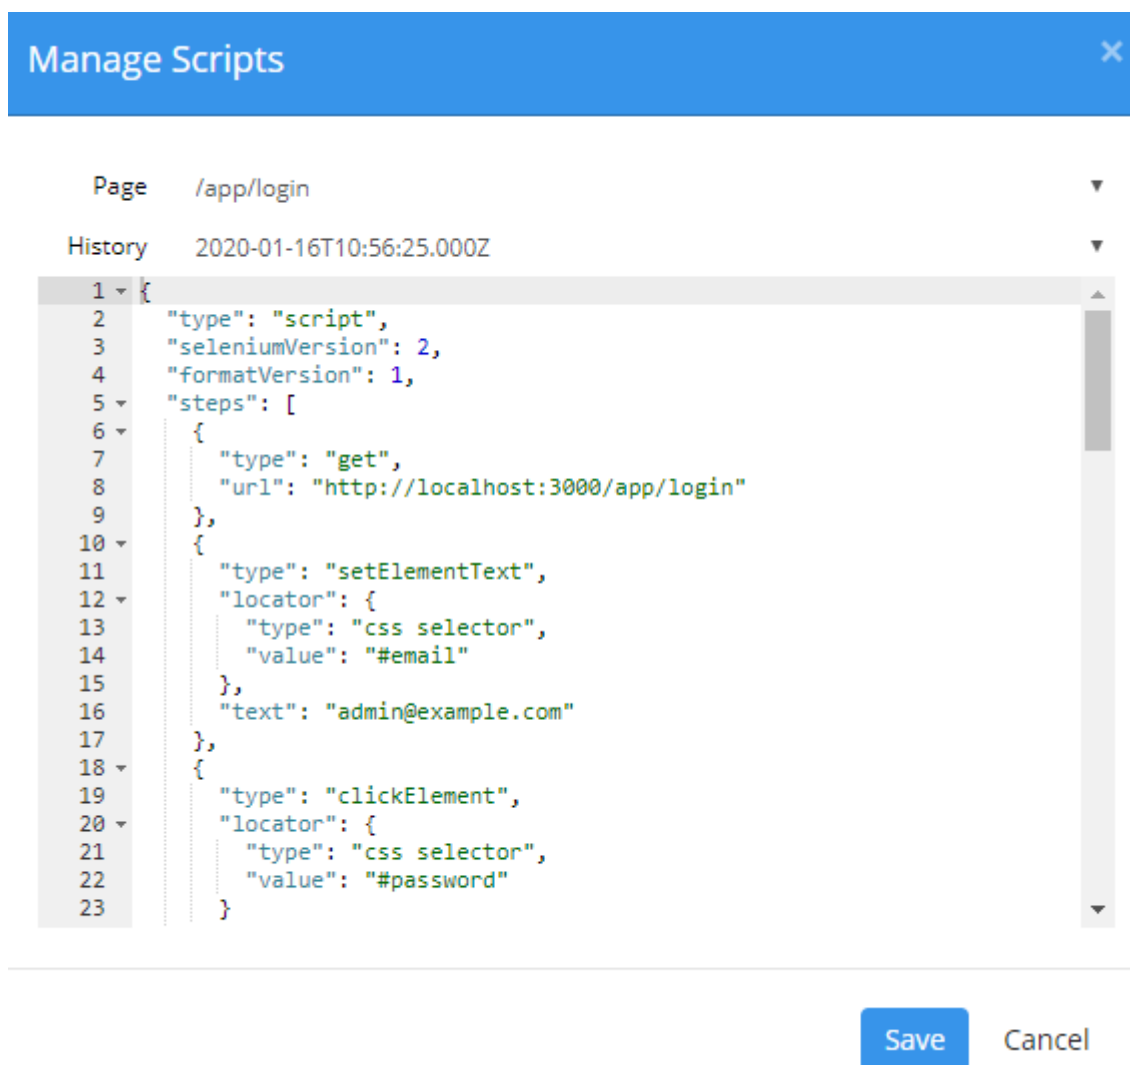 Manage Scripts ×
Page /app/login ▼
History 2020-01-16T10:56:25.000Z ▼
1 {
2 "type": "script",
3 "seleniumVersion": 2,
4 "formatVersion": 1,
5 "steps": [
6 {
7 "type": "get",
8 "url": "http://localhost:3000/app/login"
9 },
10 {
11 "type": "setElementText",
12 "locator": {
13 "type": "css selector",
14 "value": "#email"
15 },
16 "text": "admin@example.com"
17 },
18 {
19 "type": "clickElement",
20 "locator": {
21 "type": "css selector",
22 "value": "#password"
23 }
Save Cancel